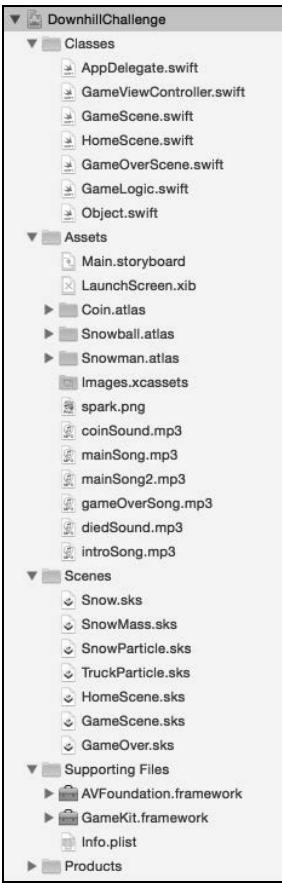 DownhillChallenge
Classes
AppDelegate.swift
GameViewController.swift
GameScene.swift
HomeScene.swift
GameOverScene.swift
GameLogic.swift
Object.swift
Assets
Main.storyboard
LaunchScreen.xib
Coin.atlas
Snowball.atlas
Snowman.atlas
Images.xcassets
spark.png
coinSound.mp3
mainSong.mp3
mainSong2.mp3
gameOverSong.mp3
diedSound.mp3
introSong.mp3
Scenes
Snow.sks
SnowMass.sks
SnowParticle.sks
TruckParticle.sks
HomeScene.sks
GameScene.sks
GameOver.sks
Supporting Files
AVFoundation.framework
GameKit.framework
Info.plist
Products